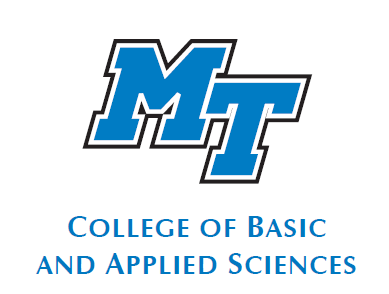 MT
COLLEGE OF BASIC
AND APPLIED SCIENCES